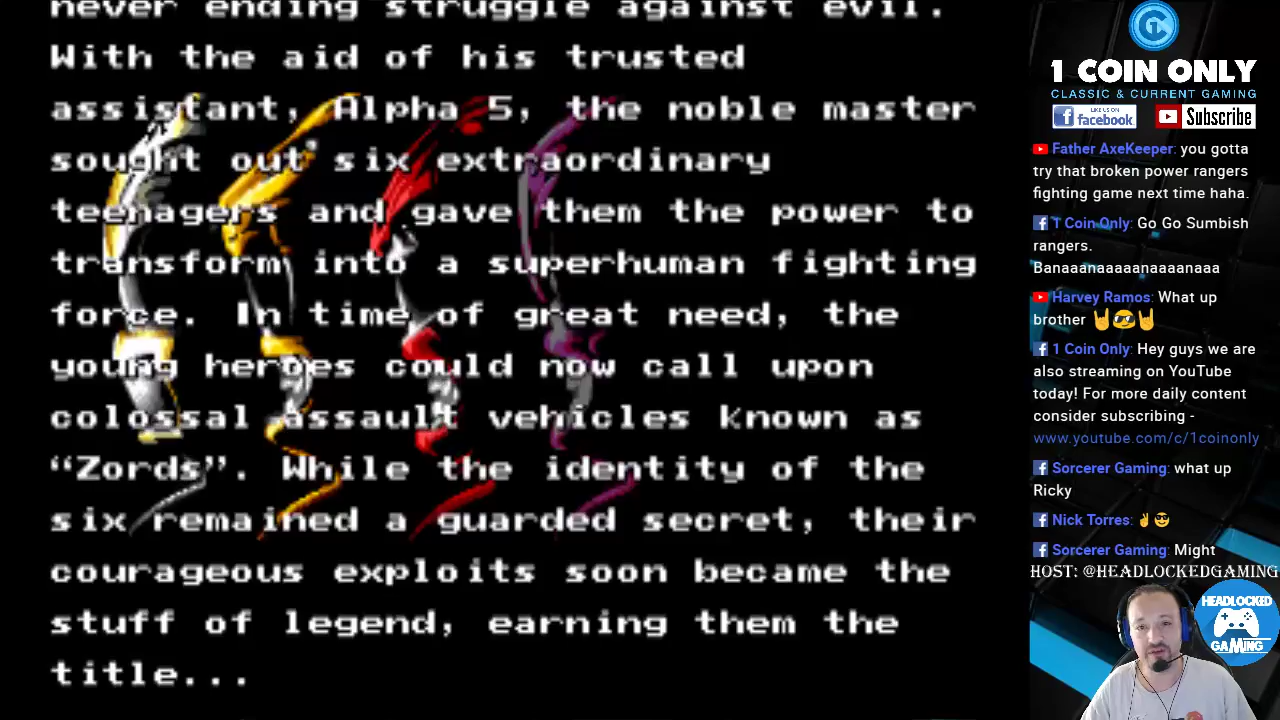 never ending struggle against evil.
With the aid of his trusted
assistant, Alpha 5, the noble master
sought out six extraordinary
teenagers and gave them the power to
transform into a superhuman fighting
force. In time of great need, the
young heroes could now call upon
colossal assault vehicles known as
“Zords”. While the identity of the
six remained a guarded secret, their
courageous exploits soon became the
stuff of legend, earning them the
title...
1 COIN ONLY
CLASSIC & CURRENT GAMING
LIKE US ON
facebook
Subscribe
Father AxeKeeper: you gotta
try that broken power rangers
fighting game next time haha.
1 Coin Only: Go Go Sumbish
rangers.
Banaaanaaaaanaaaanaaa
Harvey Ramos: What up
brother 🤘😎🤘
1 Coin Only: Hey guys we are
also streaming on YouTube
today! For more daily content
consider subscribing -
www.youtube.com/c/1coinonly
Sorcerer Gaming: what up
Ricky
Nick Torres: ✌😎
Sorcerer Gaming: Might
HOST: @HEADLOCKEDGAMING
HEADLOCKED
GAMING